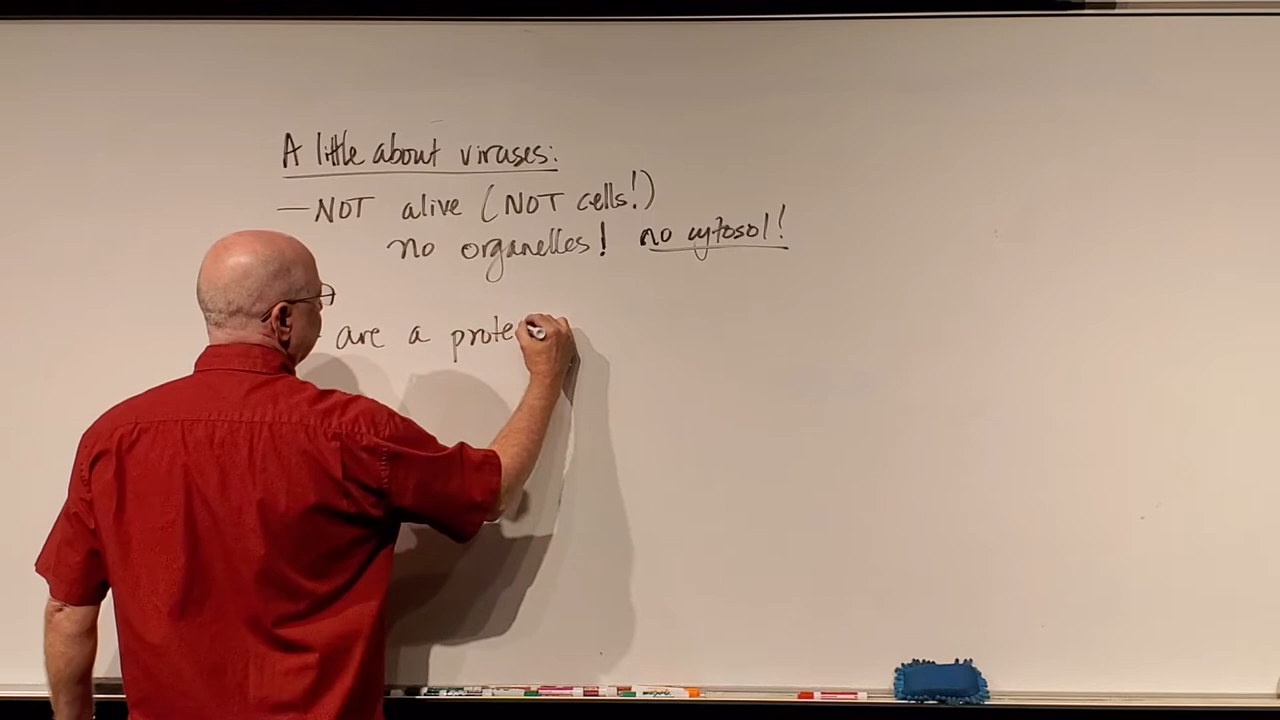 A little about viruses:
— NOT alive (NOT cells!)
no organelles! no cytosol!
are a prote